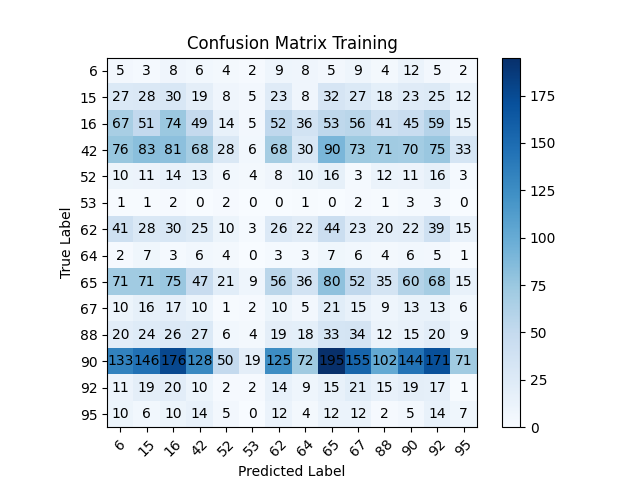 Confusion Matrix Training
6 5 3 8 6 4 2 9 8 5 9 4 12 5 2
15 27 28 30 19 8 5 23 8 32 27 18 23 25 12
16 67 51 74 49 14 5 52 36 53 56 41 45 59 15
42 76 83 81 68 28 6 68 30 90 73 71 70 75 33
52 10 11 14 13 6 4 8 10 16 3 12 11 16 3
53 1 1 2 0 2 0 0 1 0 2 1 3 3 0
62 41 28 30 25 10 3 26 22 44 23 20 22 39 15
64 2 7 3 6 4 0 3 3 7 6 4 6 5 1
65 71 71 75 47 21 9 56 36 80 52 35 60 68 15
67 10 16 17 10 1 2 10 5 21 15 9 13 13 6
88 20 24 26 27 6 4 19 18 33 34 12 15 20 9
90 133 146 176 128 50 19 125 72 195 155 102 144 171 71
92 11 19 20 10 2 2 14 9 15 21 15 19 17 1
95 10 6 10 14 5 0 12 4 12 12 2 5 14 7
6 15 16 42 52 53 62 64 65 67 88 90 92 95
Predicted Label
True Label
175
150
125
100
75
50
25
0